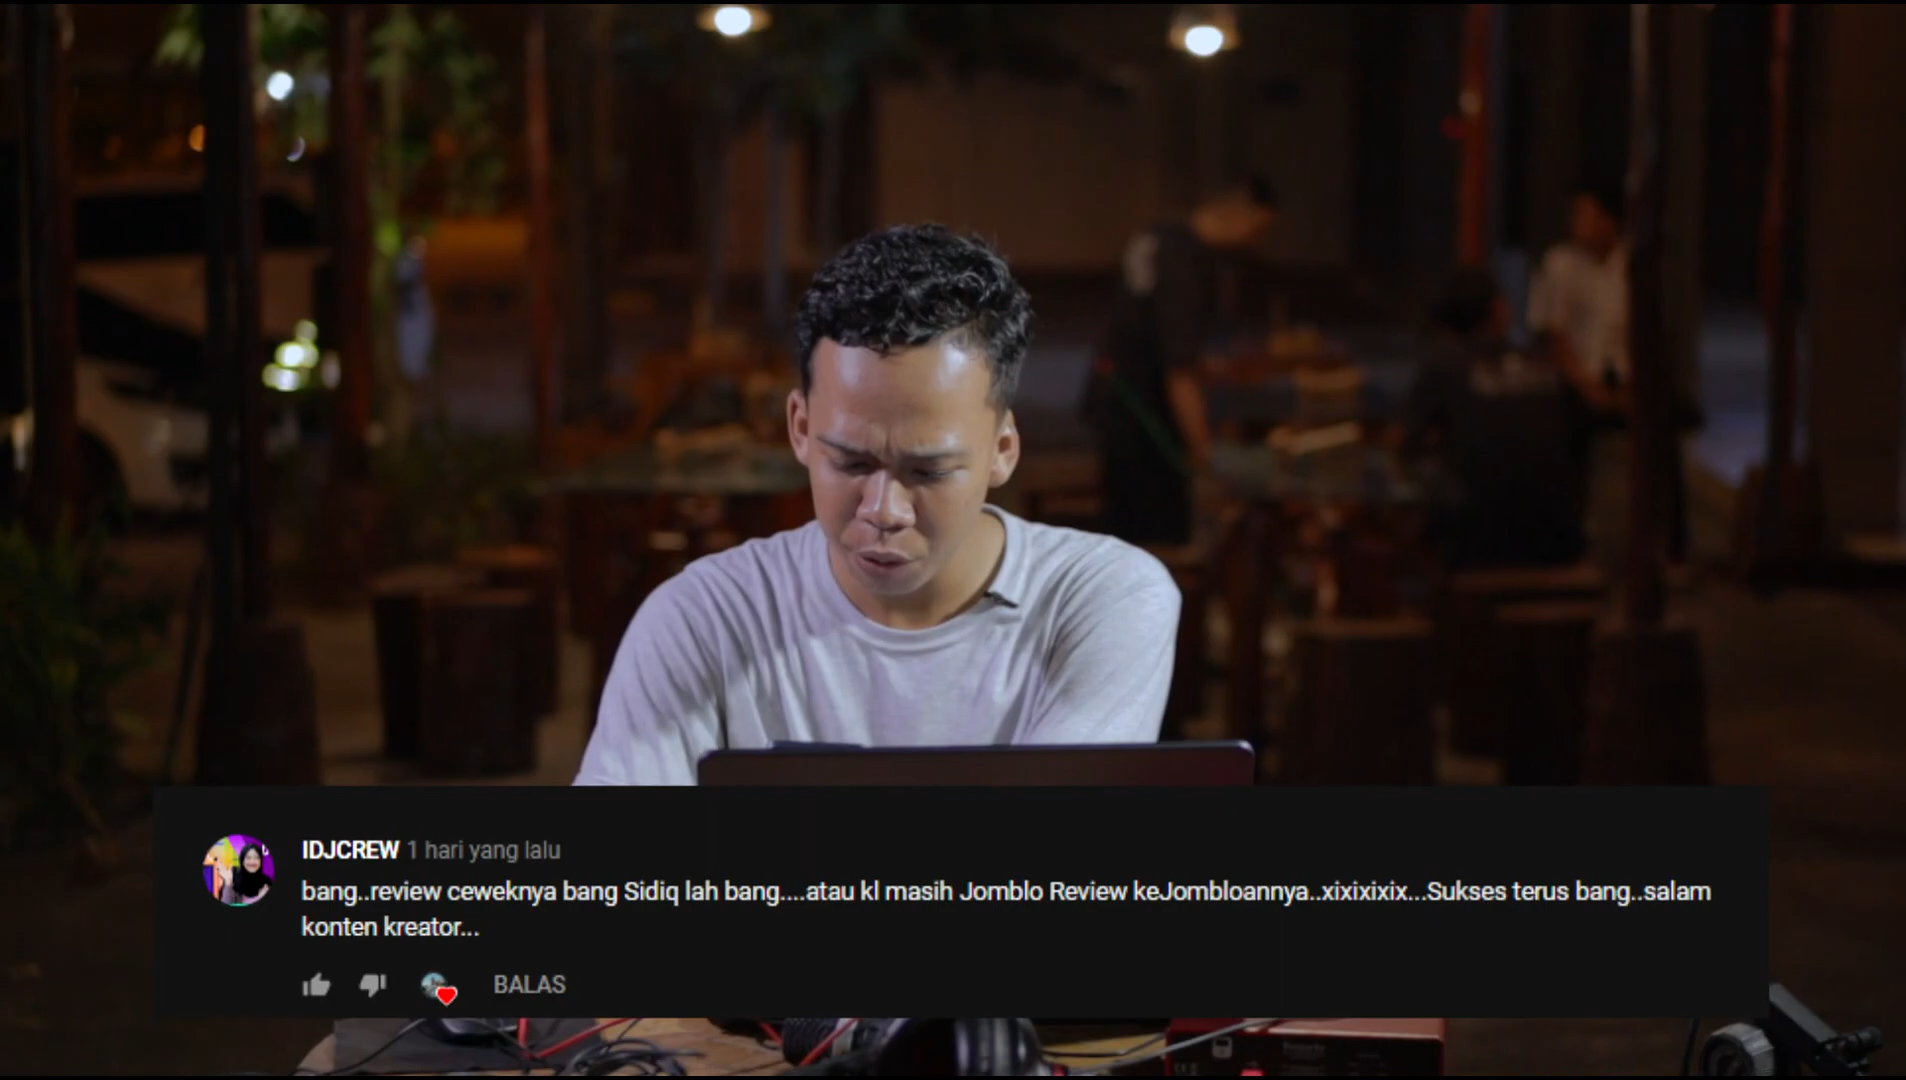 IDJCREW 1 hari yang lalu
bang..review ceweknya bang Sidiq lah bang....atau kl masih Jomblo Review keJombloannya..xixixixix...Sukses terus bang..salam
konten kreator...
BALAS